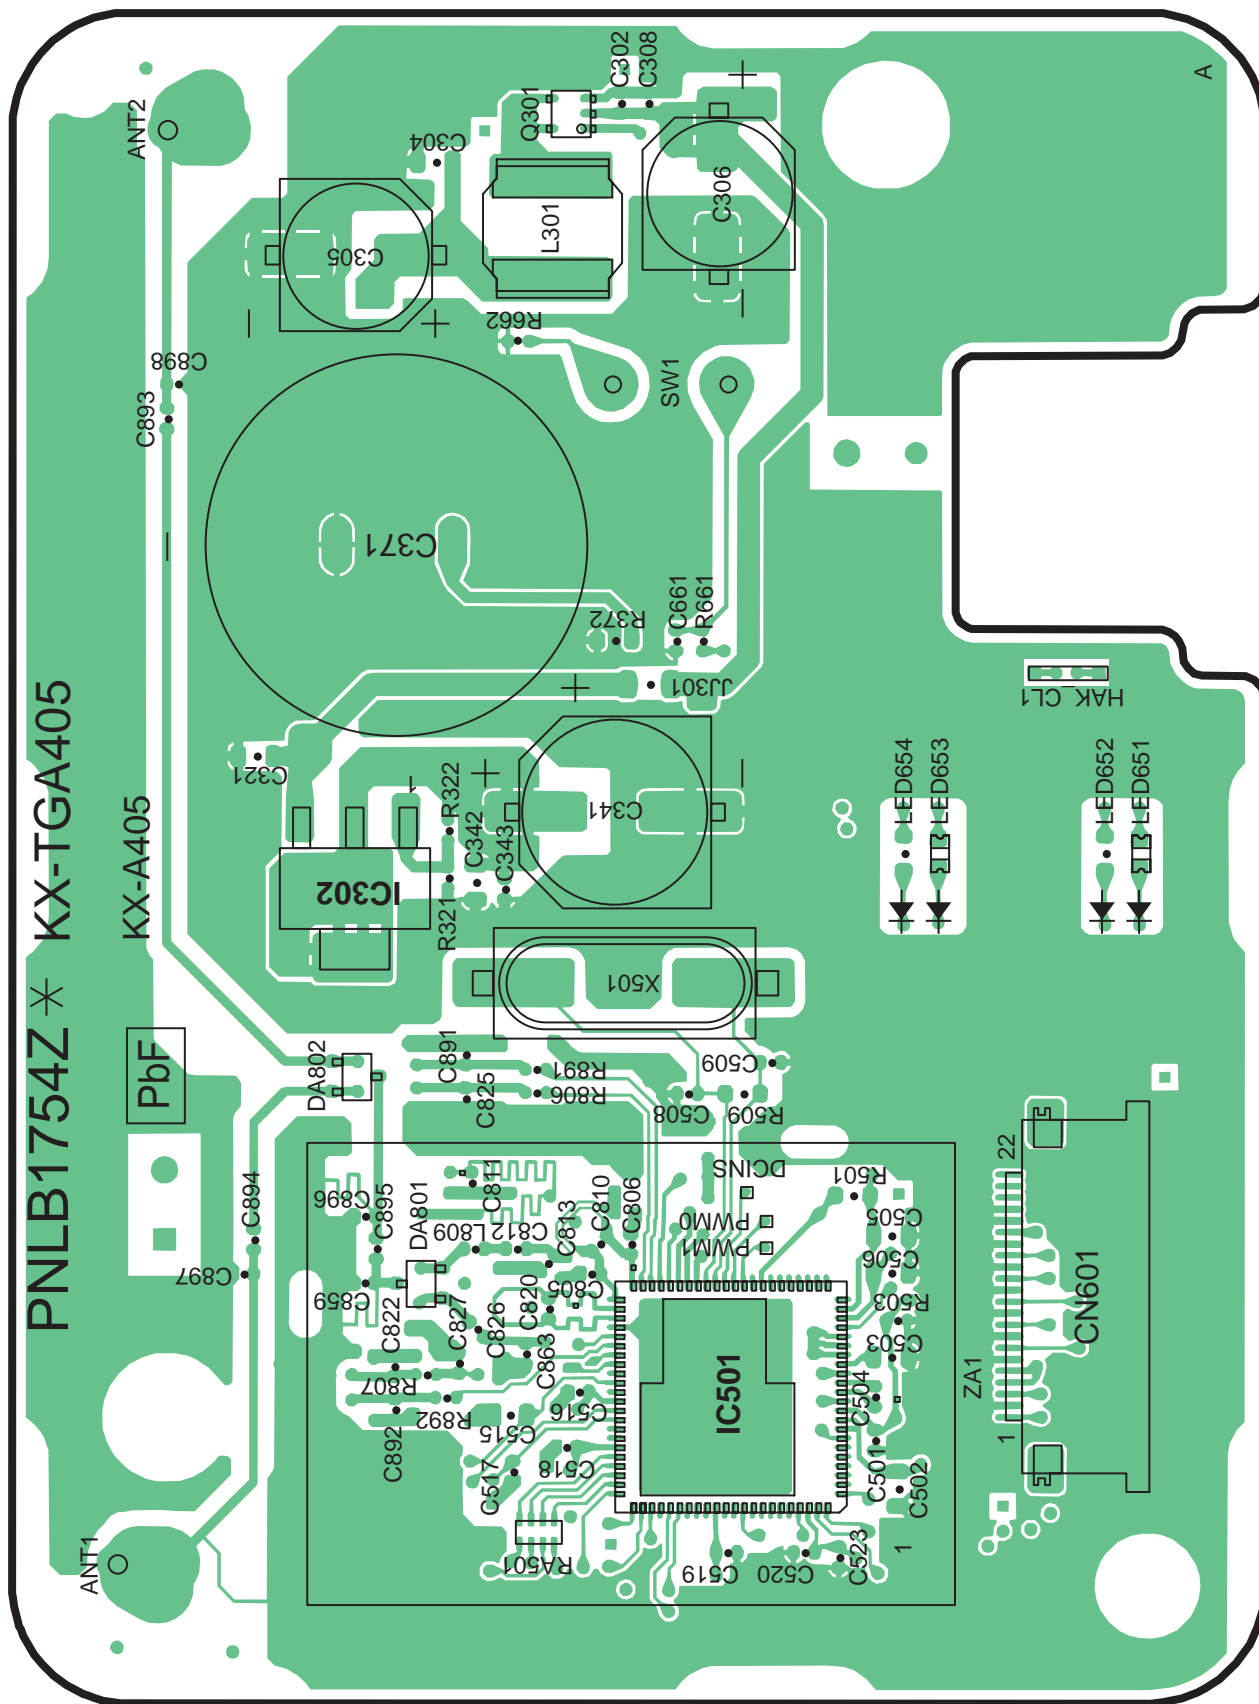 A
C302
C308
Q301
ANT2
C304
C306
L301
C305
R662
C898
C893
SW1
C371
R372
C661
R661
JJ301
HAK_CL1
PNLB1754Z * KX-TGA405
KX-A405
C321
1
R322
C342
C343
C341
R321
IC302
LED654
LED653
LED652
LED651
X501
PbF
DA802
C891
C825
R891
R806
C509
C508
R509
C894
C897
C896
C895
C859
DA801
C811
L809
C812
C813
C810
C806
DCINS
PWM0
PWM1
R501
C505
C506
R503
C503
C504
C501
C502
C822
C827
C826
C820
C805
C863
R807
R892
C892
C515
C516
C517
C518
RA501
IC501
C519
C520
C523
1
ZA1
22
1
CN601
ANT1